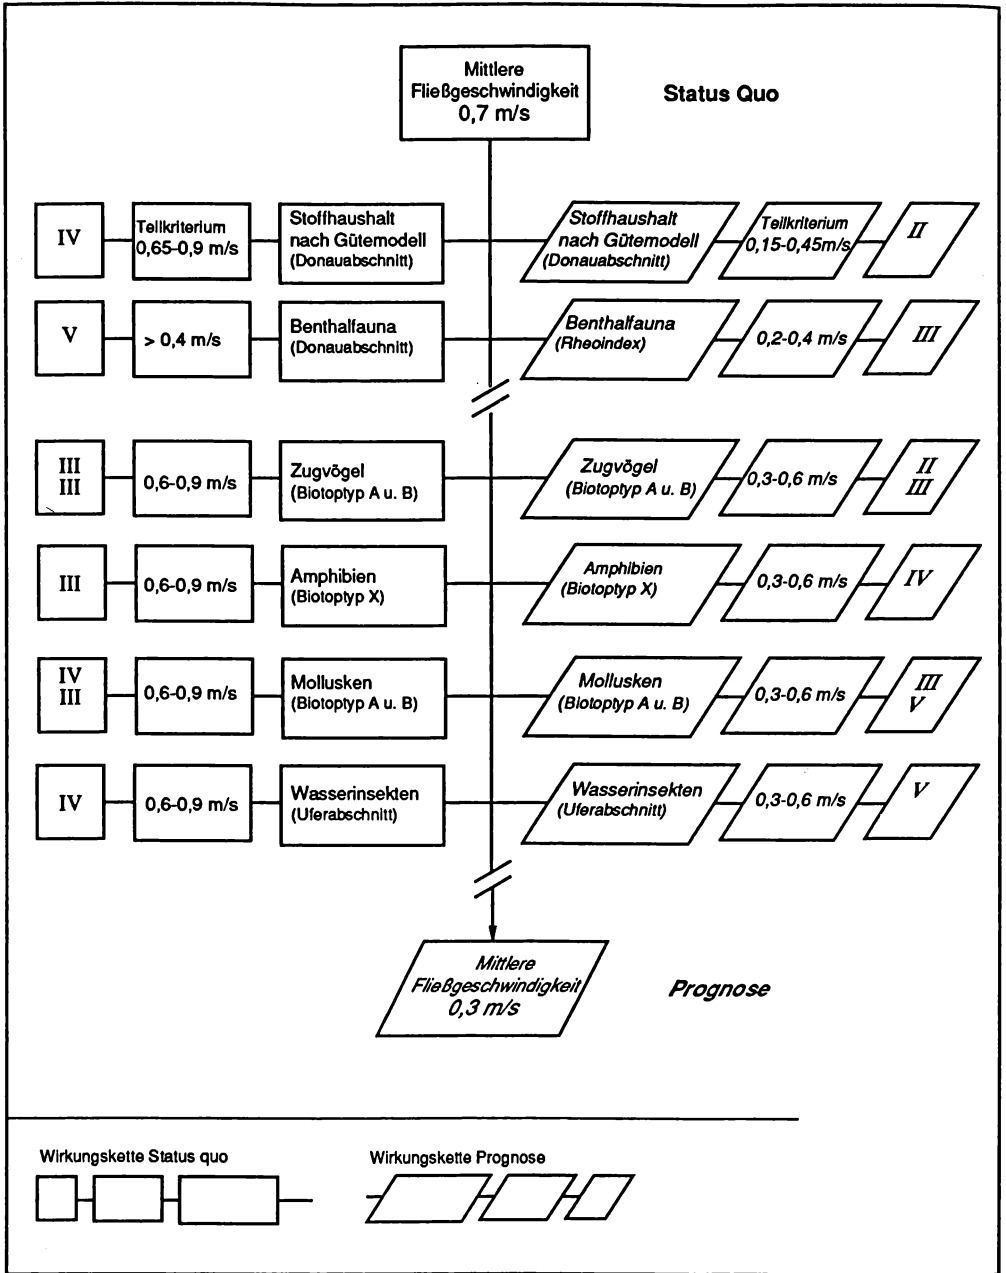 Mittlere
Fließgeschwindigkeit
0,7 m/s
Status Quo
IV
Teilkriterium
0,65-0,9 m/s
Stoffhaushalt
nach Gütemodell
(Donauabschnitt)
Stoffhaushalt
nach Gütemodell
(Donauabschnitt)
Teilkriterium
0,15-0,45m/s
II
V
> 0,4 m/s
Benthalfauna
(Donauabschnitt)
Benthalfauna
(Rheoindex)
0,2-0,4 m/s
III
III
III
0,6-0,9 m/s
Zugvögel
(Biotoptyp A u. B)
Zugvögel
(Biotoptyp A u. B)
0,3-0,6 m/s
II
III
III
0,6-0,9 m/s
Amphibien
(Biotoptyp X)
Amphibien
(Biotoptyp X)
0,3-0,6 m/s
IV
IV
III
0,6-0,9 m/s
Mollusken
(Biotoptyp A u. B)
Mollusken
(Biotoptyp A u. B)
0,3-0,6 m/s
III
V
IV
0,6-0,9 m/s
Wasserinsekten
(Uferabschnitt)
Wasserinsekten
(Uferabschnitt)
0,3-0,6 m/s
V
Mittlere
Fließgeschwindigkeit
0,3 m/s
Prognose
Wirkungskette Status quo
Wirkungskette Prognose